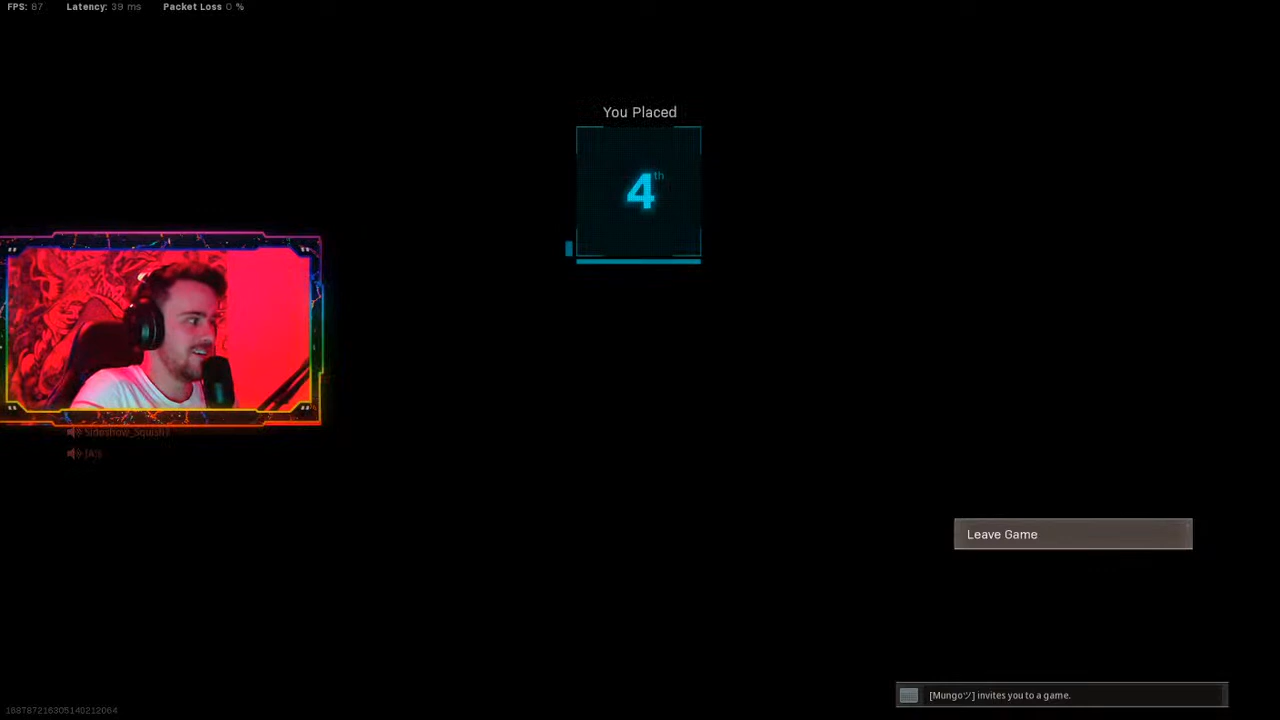 FPS: 87 Latency: 39 ms Packet Loss 0 %
You Placed
4th
Leave Game
[Mungoツ] invites you to a game.